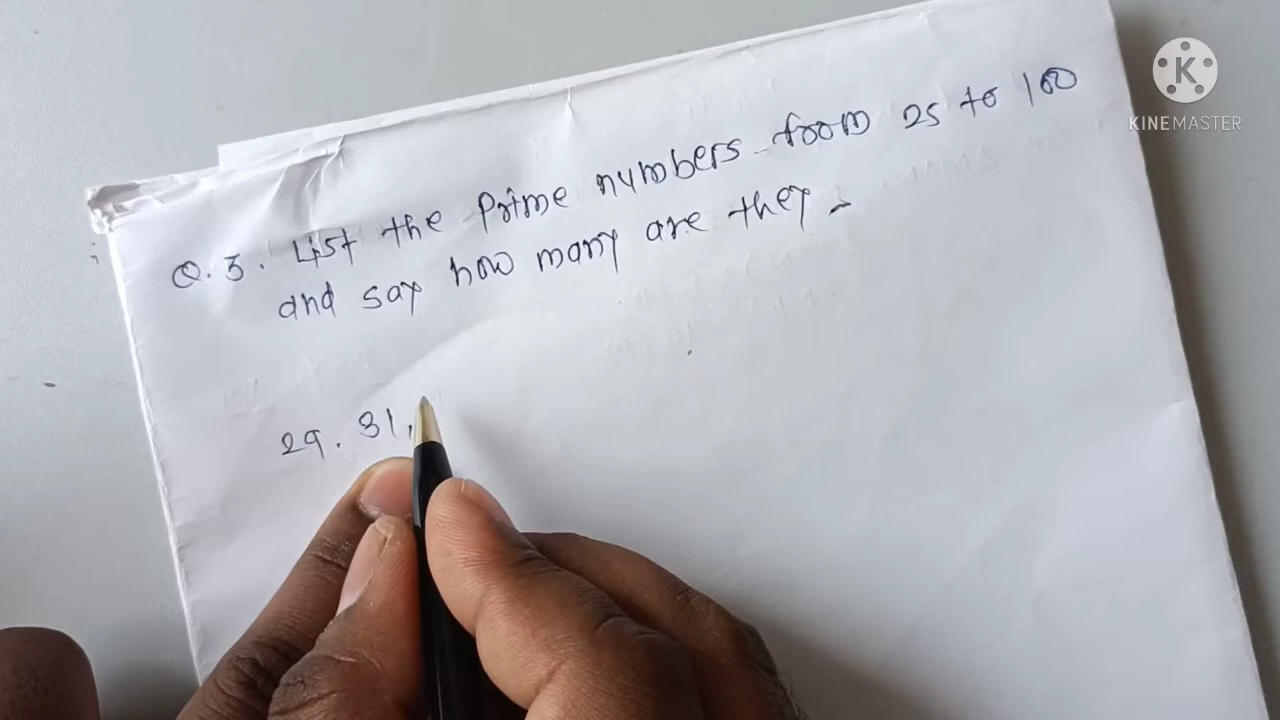 Q. 3. List the Prime numbers from 25 to 100
and say how many are they.
29. 31,
K
KINEMASTER